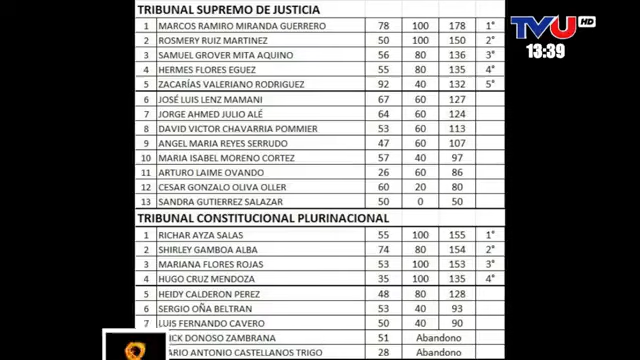 TRIBUNAL SUPREMO DE JUSTICIA
1 MARCOS RAMIRO MIRANDA GUERRERO 78 100 178 1°
2 ROSMERY RUIZ MARTINEZ 50 100 150 2°
3 SAMUEL GROVER MITA AQUINO 56 80 136 3°
4 HERMES FLORES EGUEZ 55 80 135 4°
5 ZACARÍAS VALERIANO RODRIGUEZ 92 40 132 5°
6 JOSÉ LUIS LENZ MAMANI 67 60 127
7 JORGE AHMED JULIO ALÉ 64 60 124
8 DAVID VICTOR CHAVARRIA POMMIER 53 60 113
9 ANGEL MARIA REYES SERRUDO 47 60 107
10 MARIA ISABEL MORENO CORTEZ 57 40 97
11 ARTURO LAIME OVANDO 26 60 86
12 CESAR GONZALO OLIVA OLLER 60 20 80
13 SANDRA GUTIERREZ SALAZAR 50 0 50
TRIBUNAL CONSTITUCIONAL PLURINACIONAL
1 RICHAR AYZA SALAS 55 100 155 1°
2 SHIRLEY GAMBOA ALBA 74 80 154 2°
3 MARIANA FLORES ROJAS 53 100 153 3°
4 HUGO CRUZ MENDOZA 35 100 135 4°
5 HEIDY CALDERON PEREZ 48 80 128
6 SERGIO OÑA BELTRAN 53 40 93
7 LUIS FERNANDO CAVERO 50 40 90
ICK DONOSO ZAMBRANA 51 Abandono
ARIO ANTONIO CASTELLANOS TRIGO 28 Abandono
TVU HD
13:39